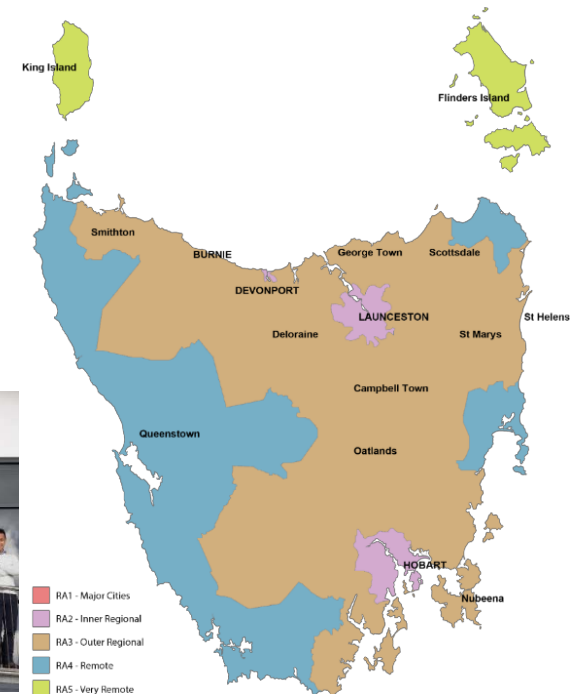 King Island
Flinders Island
Smithton
BURNIE
George Town
Scottsdale
DEVONPORT
LAUNCESTON
St Helens
Deloraine
St Marys
Campbell Town
Queenstown
Oatlands
HOBART
Nubeena
RA1 - Major Cities
RA2 - Inner Regional
RA3 - Outer Regional
RA4 - Remote
RA5 - Very Remote